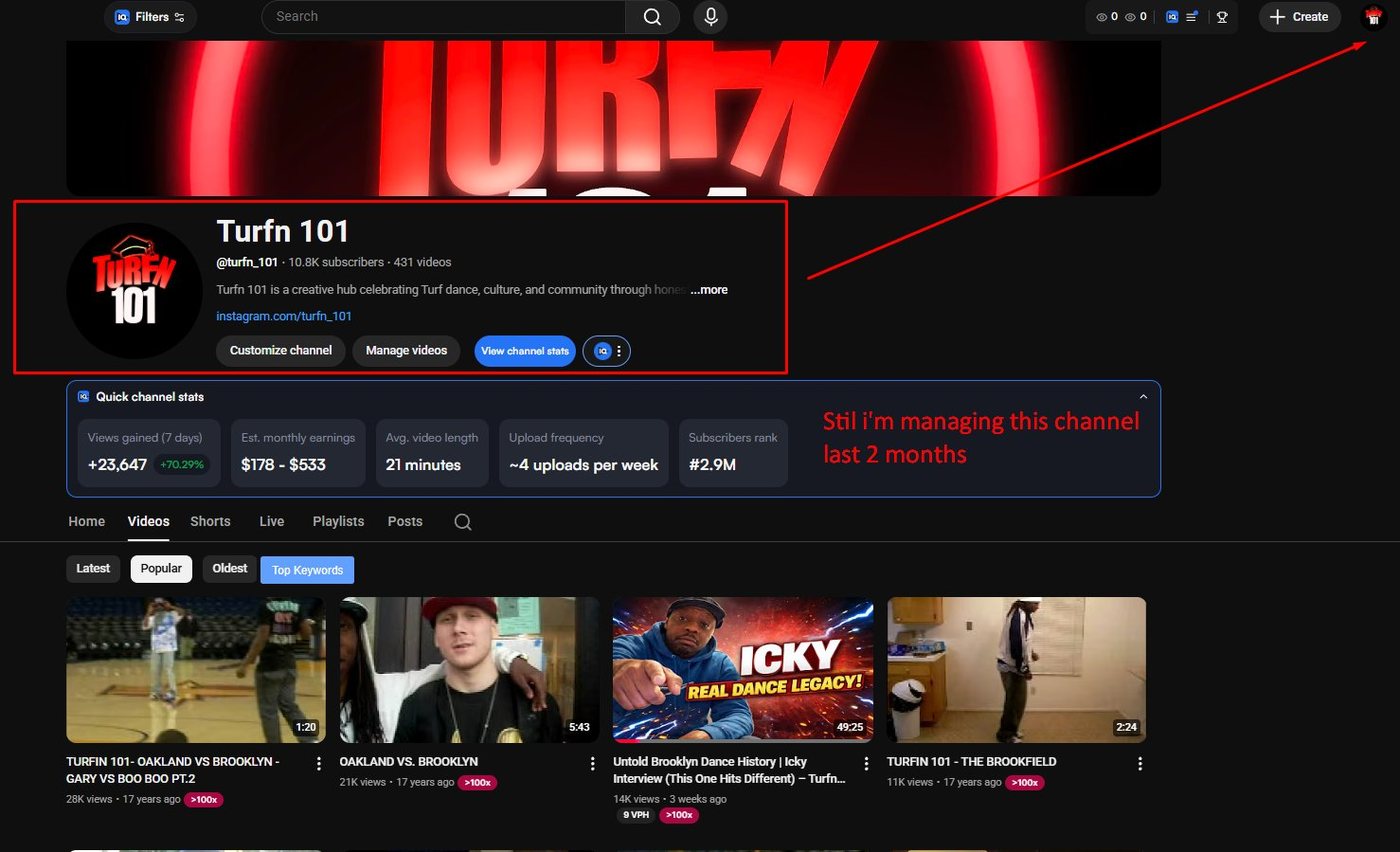 Filters
Search
0 0
Create
TURFN
101
Turfn 101
@turfn_101 · 10.8K subscribers · 431 videos
Turfn 101 is a creative hub celebrating Turf dance, culture, and community through hones ...more
instagram.com/turfn_101
TURFN
101
Customize channel
Manage videos
View channel stats
Quick channel stats
Views gained (7 days)
+23,647 +70.29%
Est. monthly earnings
$178 - $533
Avg. video length
21 minutes
Upload frequency
~4 uploads per week
Subscribers rank
#2.9M
Stil i'm managing this channel
last 2 months
Home Videos Shorts Live Playlists Posts
Latest Popular Oldest Top Keywords
1:20
5:43
ICKY
REAL DANCE LEGACY!
49:25
2:24
TURFIN 101- OAKLAND VS BROOKLYN -
GARY VS BOO BOO PT.2
28K views · 17 years ago >100x
OAKLAND VS. BROOKLYN
21K views · 17 years ago >100x
Untold Brooklyn Dance History | Icky
Interview (This One Hits Different) – Turfn...
14K views · 3 weeks ago
9 VPH >100x
TURFIN 101 - THE BROOKFIELD
11K views · 17 years ago >100x